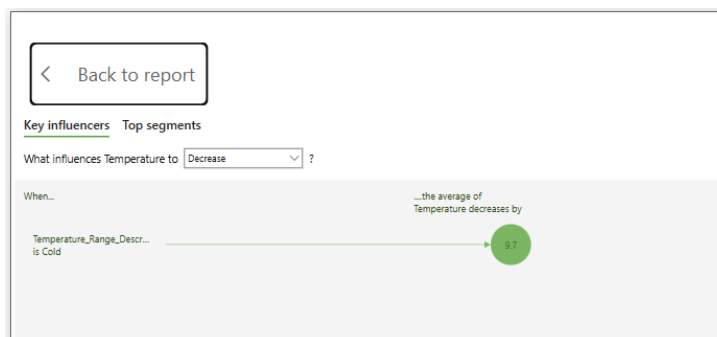 Back to report
Key influencers Top segments
What influences Temperature to Decrease ?
When...
....the average of
Temperature decreases by
Temperature_Range_Descr...
is Cold
9.7